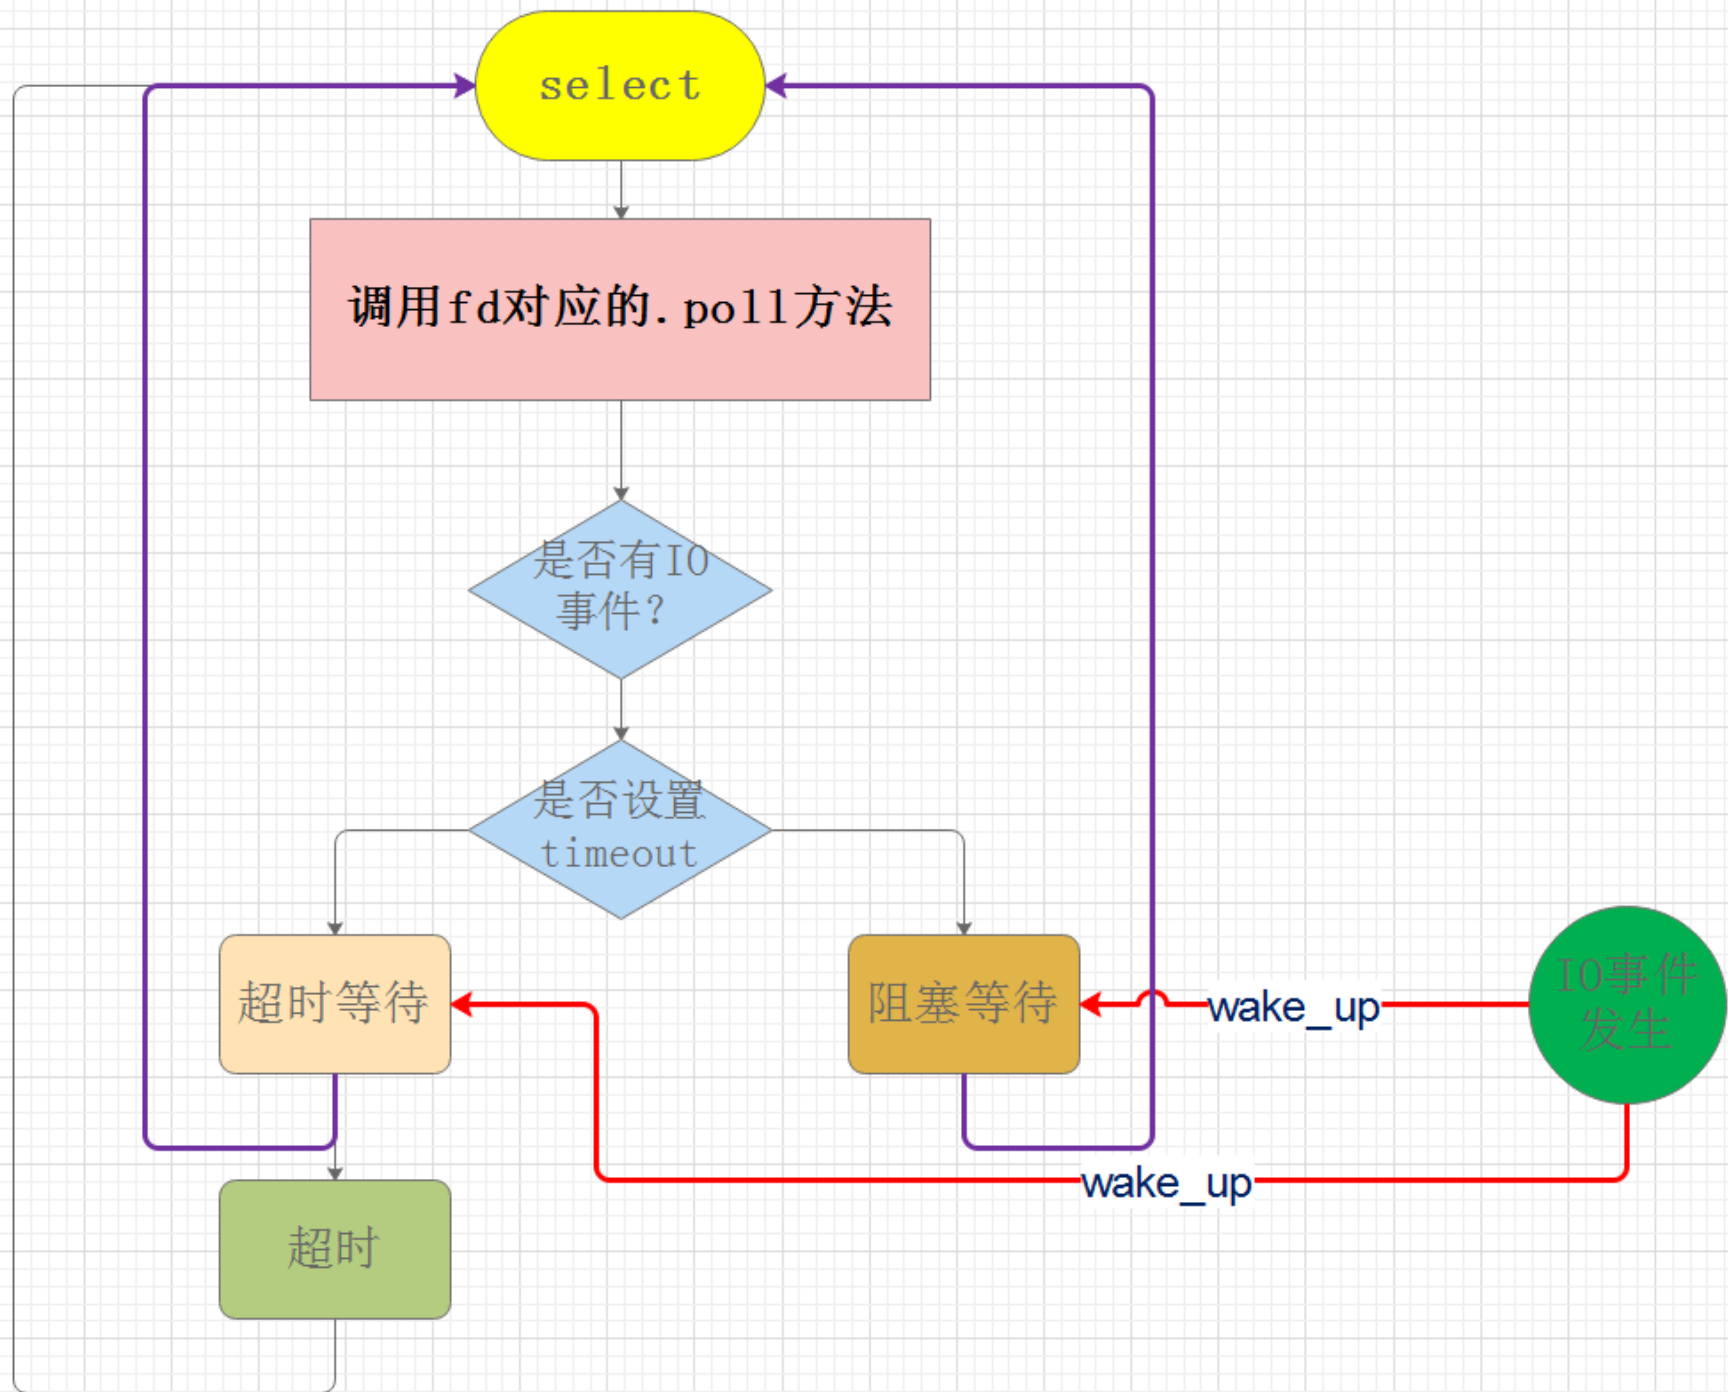 select
调用fd对应的.poll方法
是否有IO
事件?
是否设置
timeout
超时等待
阻塞等待
wake_up
IO事件
发生
wake_up
超时